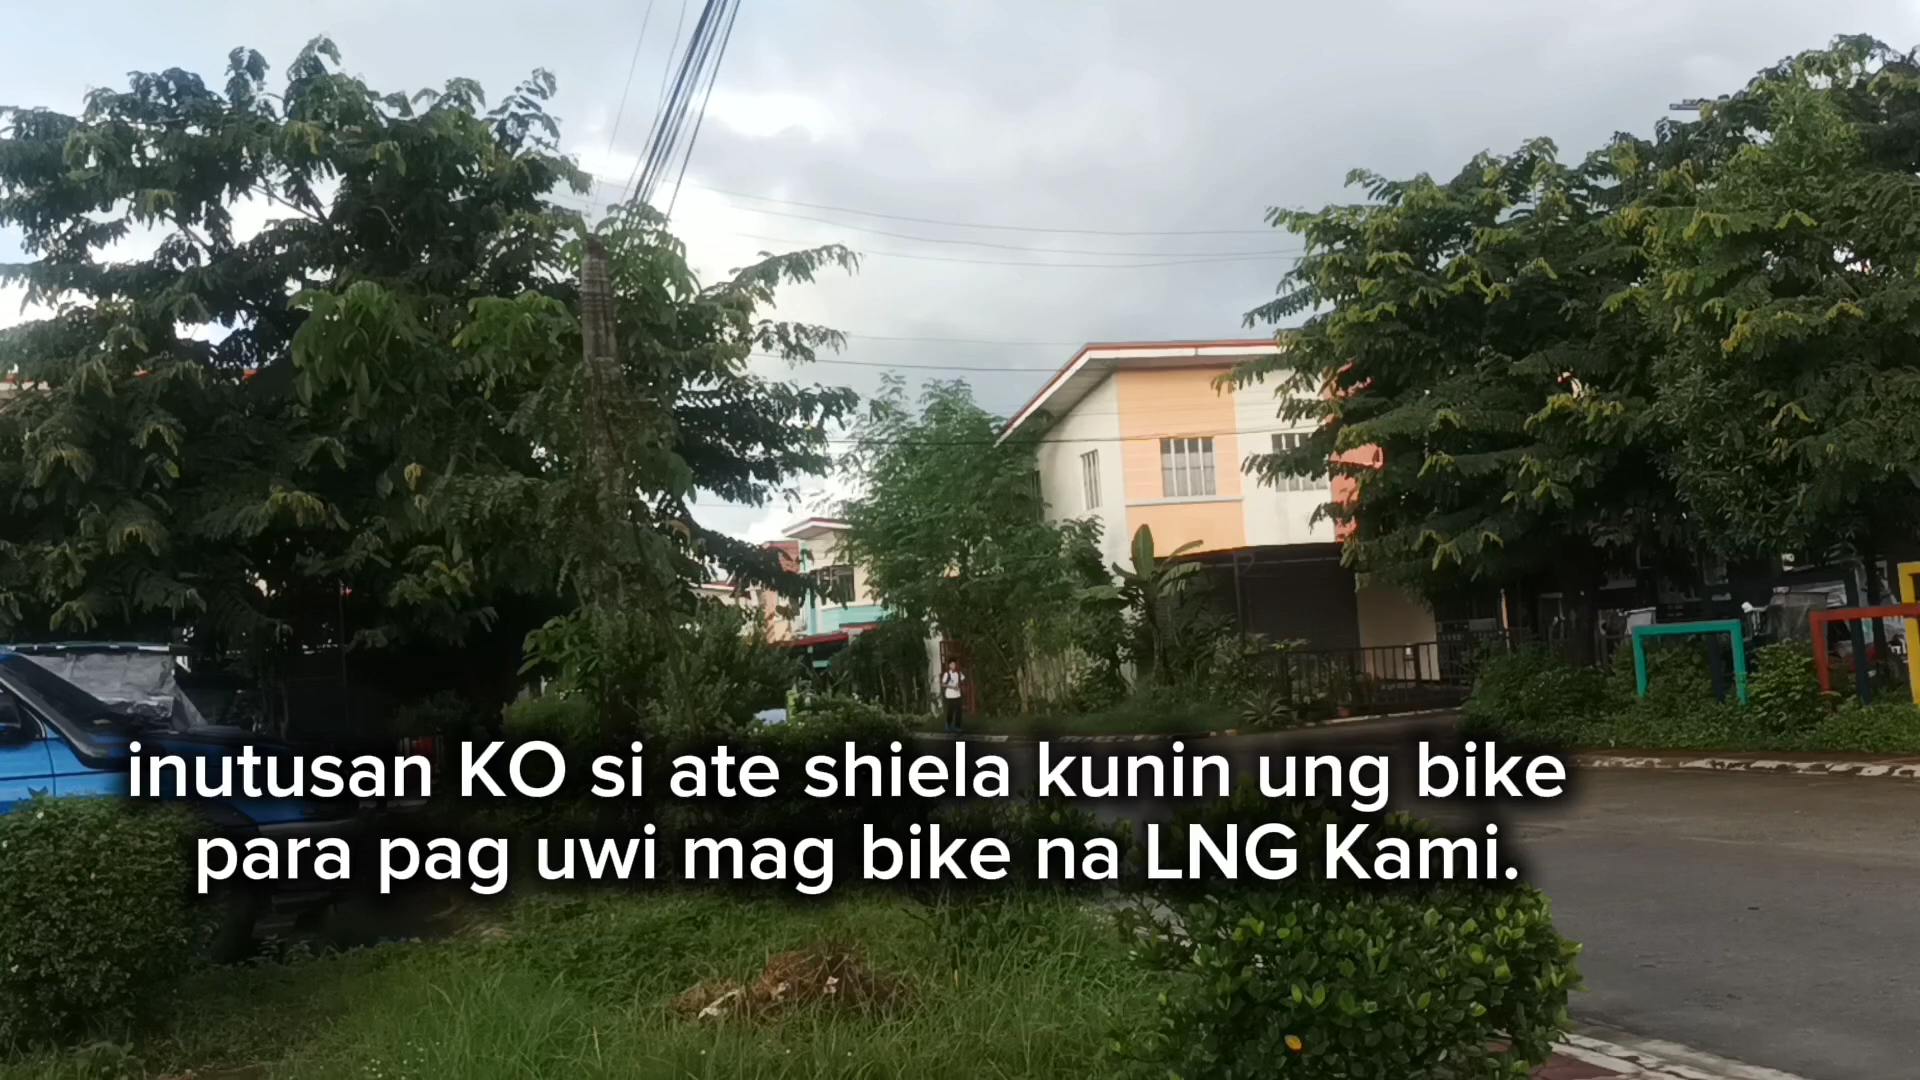 inutusan KO si ate shiela kunin ung bike
para pag uwi mag bike na LNG Kami.